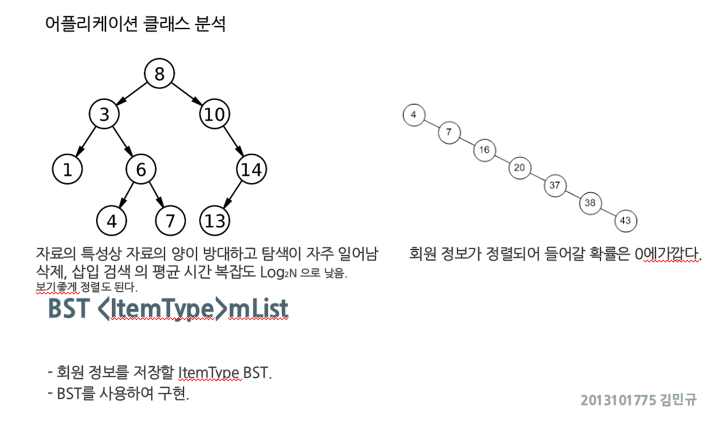 어플리케이션 클래스 분석
8
3
10
1
6
14
4
7
13
4
7
16
20
37
38
43
자료의 특성상 자료의 양이 방대하고 탐색이 자주 일어남
삭제, 삽입 검색 의 평균 시간 복잡도 Log₂N 으로 낮음.
보기좋게 정렬도 된다.
회원 정보가 정렬되어 들어갈 확률은 0에가깝다.
BST <ItemType>mList
- 회원 정보를 저장할 ItemType BST.
- BST를 사용하여 구현.
2013101775 김민규